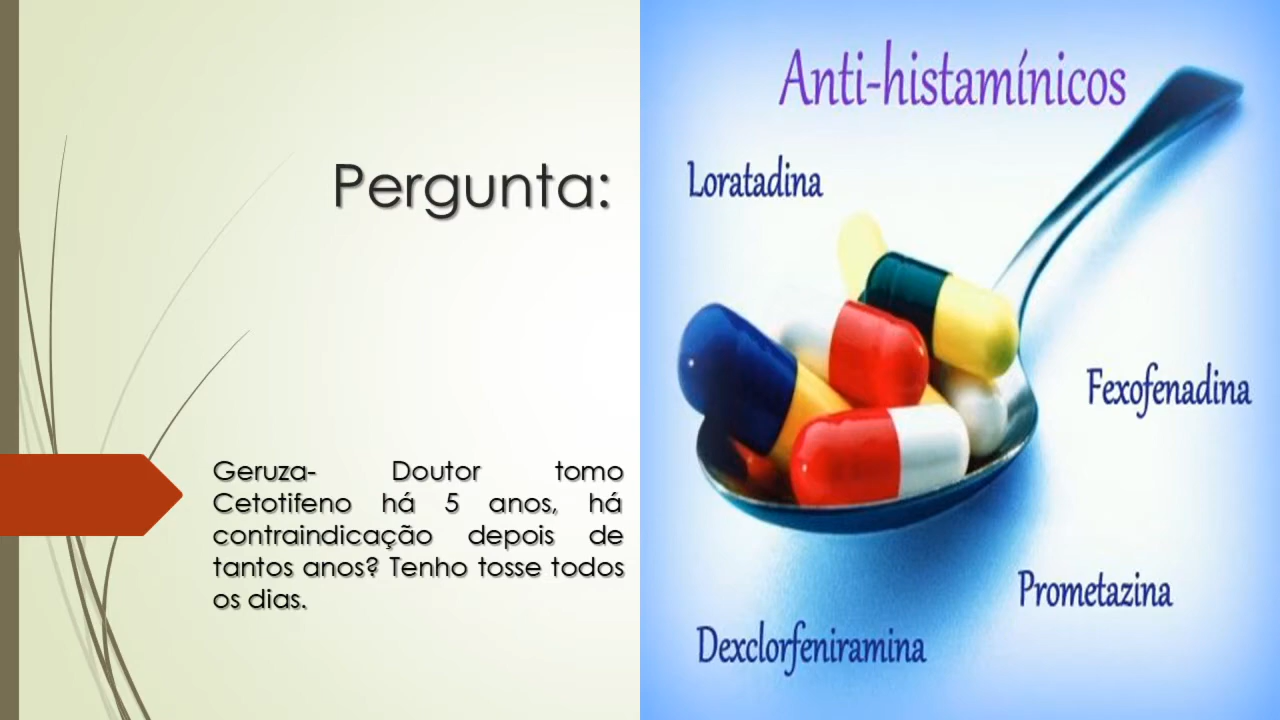 Pergunta:
Geruza- Doutor tomo
Cetotifeno há 5 anos, há
contraindicação depois de
tantos anos? Tenho tosse todos
os dias.
Anti-histamínicos
Loratadina
Fexofenadina
Prometazina
Dexclorfeniramina